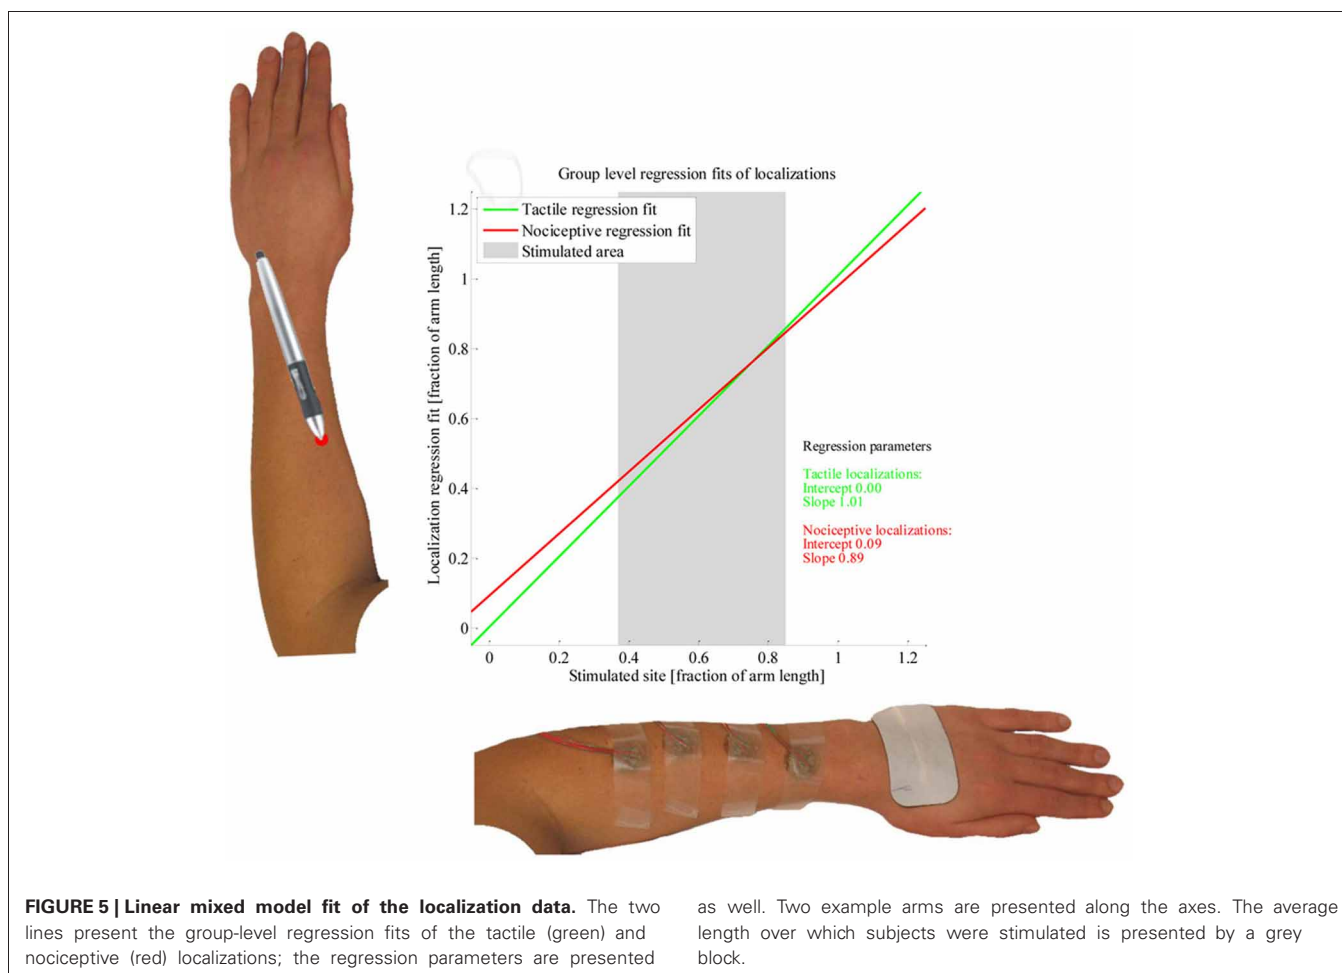 Group level regression fits of localizations
Tactile regression fit
Nociceptive regression fit
Stimulated area
Localization regression fit [fraction of arm length]
1.2
1
0.8
0.6
0.4
0.2
0
0 0.2 0.4 0.6 0.8 1 1.2
Stimulated site [fraction of arm length]
Regression parameters
Tactile localizations:
Intercept 0.00
Slope 1.01
Nociceptive localizations:
Intercept 0.09
Slope 0.89
FIGURE 5 | Linear mixed model fit of the localization data. The two
lines present the group-level regression fits of the tactile (green) and
nociceptive (red) localizations; the regression parameters are presented
as well. Two example arms are presented along the axes. The average
length over which subjects were stimulated is presented by a grey
block.